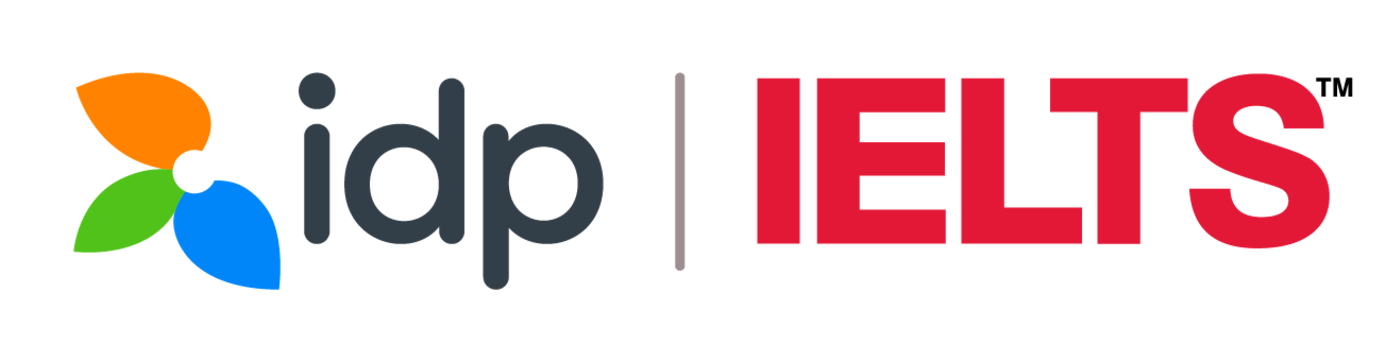 idp | IELTS™